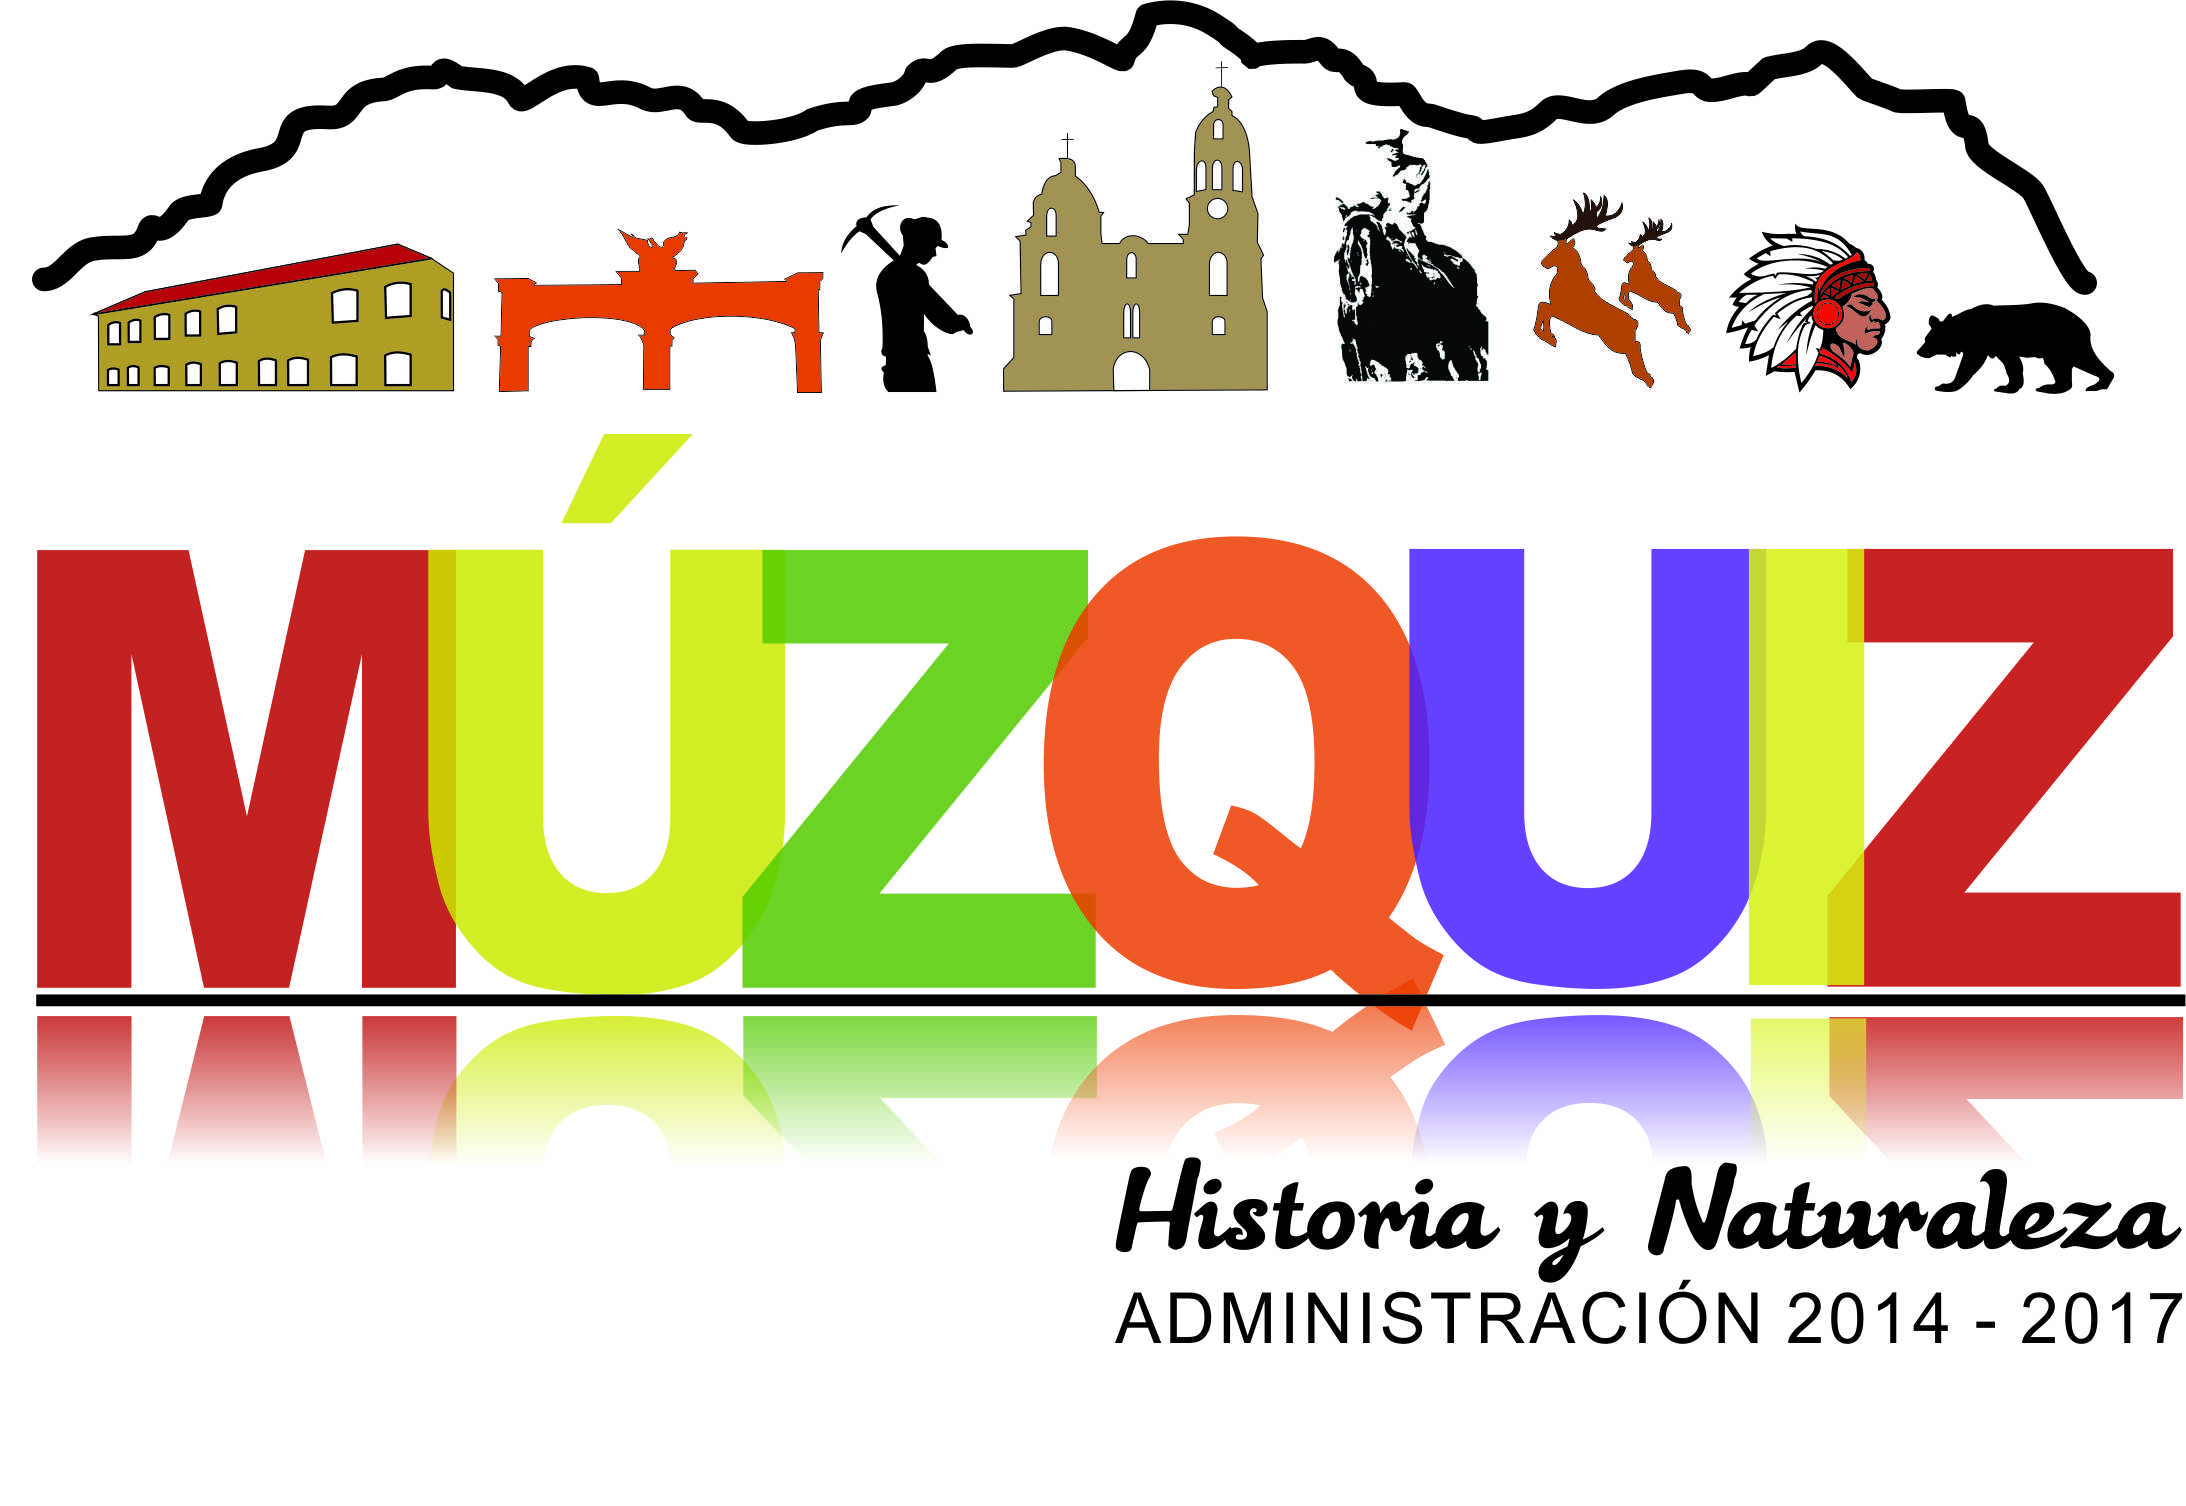 MÚZQUIZ
Historia y Naturaleza
ADMINISTRACIÓN 2014 - 2017